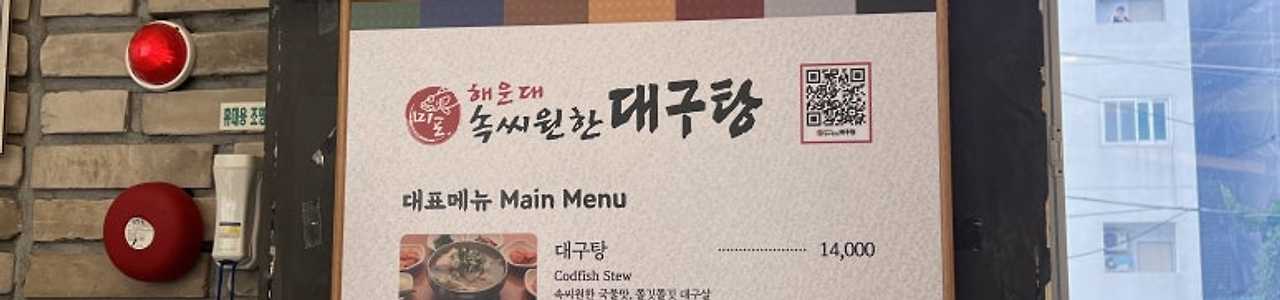 해운대
속씨원한 대구탕
미포
휴대용 조명
대표메뉴 Main Menu
대구탕 14,000
Codfish Stew
속씨원한 국물맛, 쫄깃쫄깃 대구살